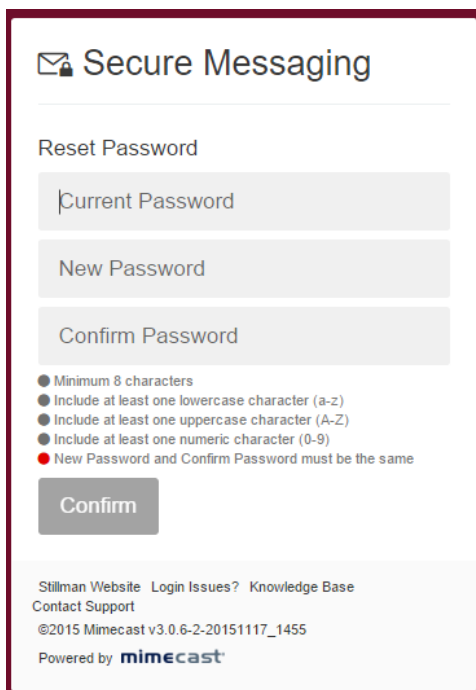 Secure Messaging
Reset Password
Current Password
New Password
Confirm Password
Minimum 8 characters
Include at least one lowercase character (a-z)
Include at least one uppercase character (A-Z)
Include at least one numeric character (0-9)
New Password and Confirm Password must be the same
Confirm
Stillman Website Login Issues? Knowledge Base
Contact Support
©2015 Mimecast v3.0.6-2-20151117_1455
Powered by mimecast